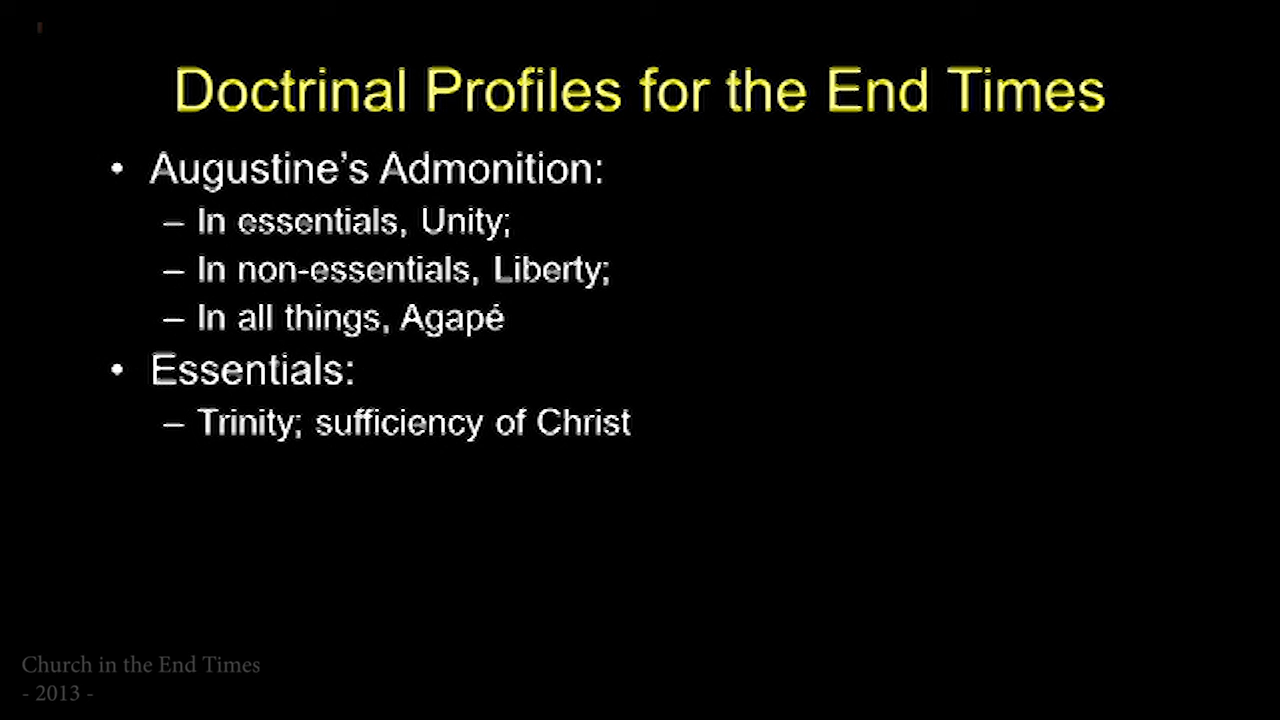 Doctrinal Profiles for the End Times
• Augustine's Admonition:
– In essentials, Unity;
– In non-essentials, Liberty;
– In all things, Agapé
• Essentials:
– Trinity; sufficiency of Christ
Church in the End Times
- 2013 -